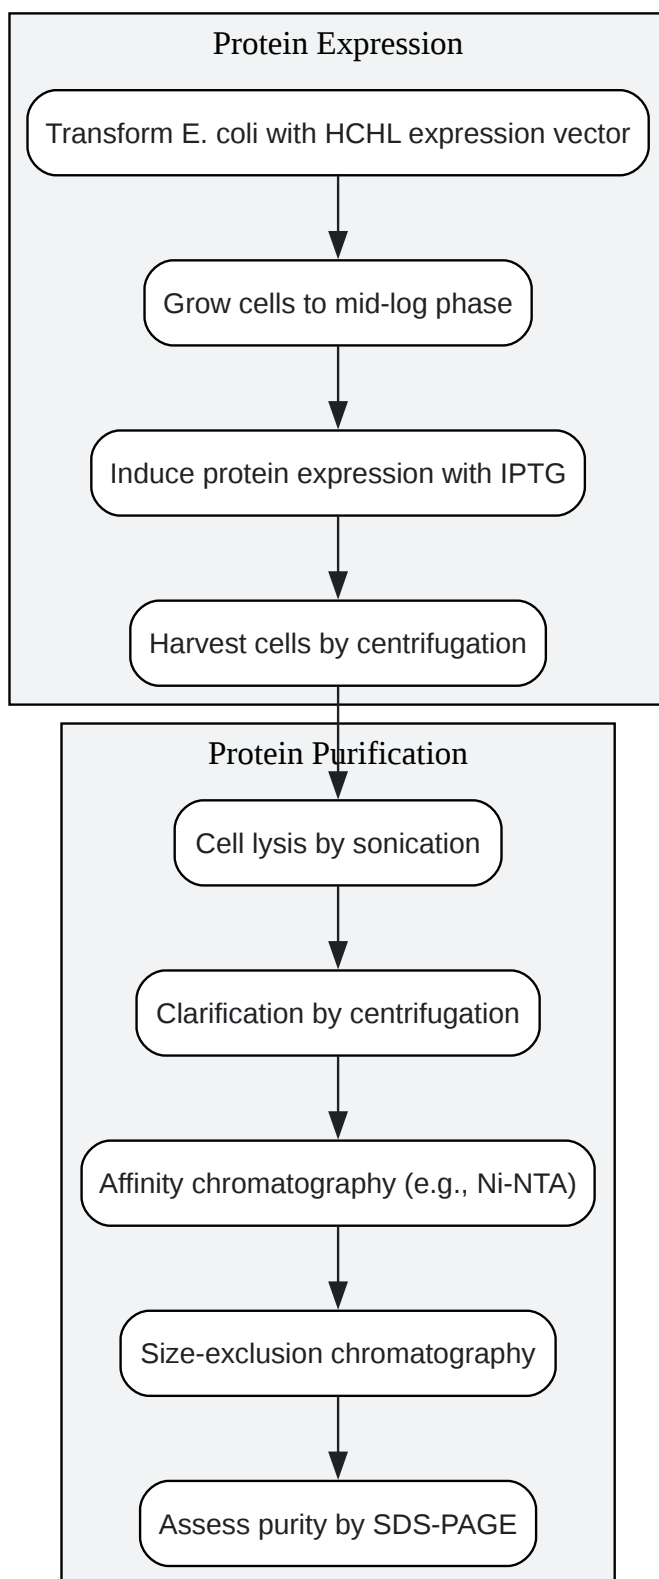 Protein Expression
Transform E. coli with HCHL expression vector
Grow cells to mid-log phase
Induce protein expression with IPTG
Harvest cells by centrifugation
Protein Purification
Cell lysis by sonication
Clarification by centrifugation
Affinity chromatography (e.g., Ni-NTA)
Size-exclusion chromatography
Assess purity by SDS-PAGE